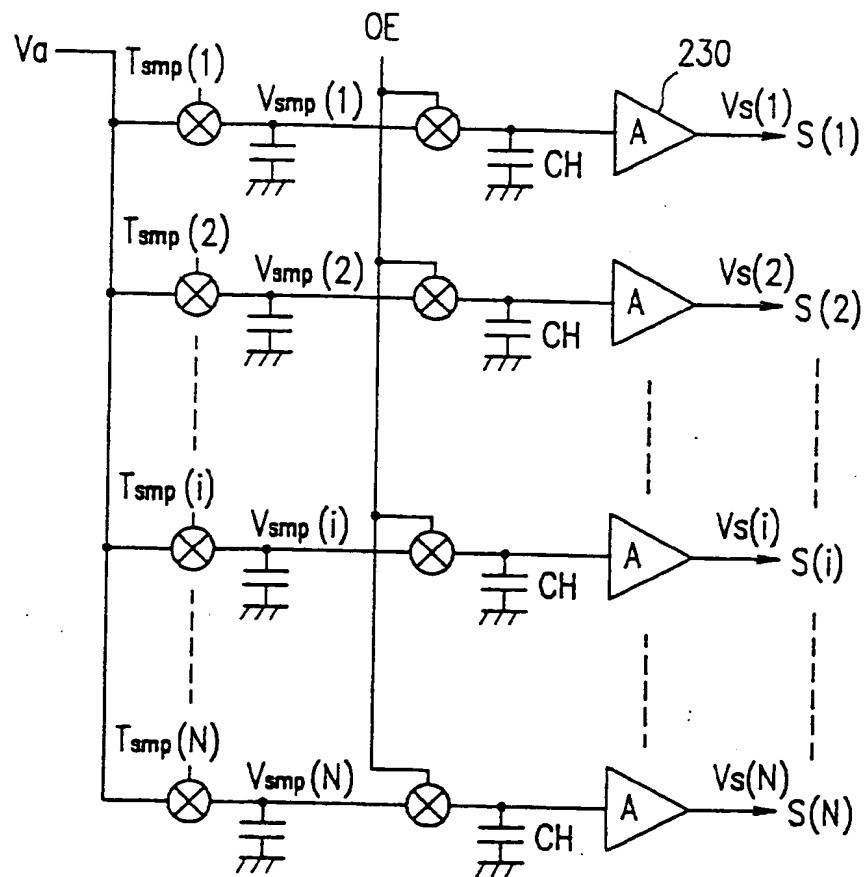 Va
OE
Tsmp(1)
Vsmp(1)
230
A
Vs(1)
S(1)
CH
Tsmp(2)
Vsmp(2)
A
Vs(2)
S(2)
CH
Tsmp(i)
Vsmp(i)
A
Vs(i)
S(i)
CH
Tsmp(N)
Vsmp(N)
A
Vs(N)
S(N)
CH